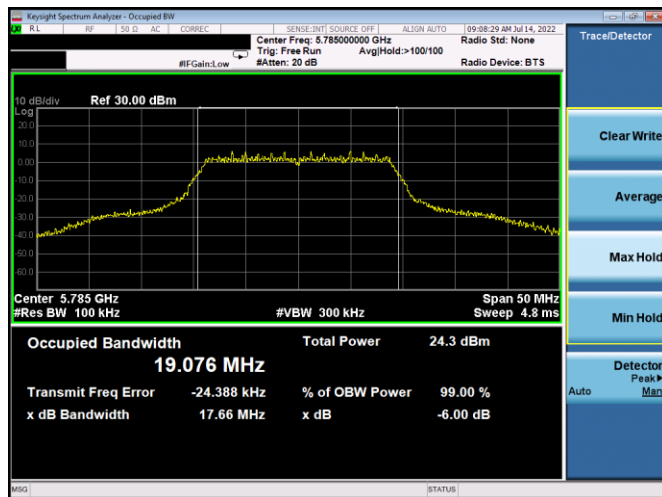 Keysight Spectrum Analyzer - Occupied BW
RL RF 50 Ω AC CORREC SENSE:INT SOURCE OFF ALIGN AUTO 09:08:29 AM Jul 14, 2022
Center Freq: 5.785000000 GHz Radio Std: None
Trig: Free Run Avg|Hold:>100/100
#IFGain:Low #Atten: 20 dB Radio Device: BTS
10 dB/div Ref 30.00 dBm
Log
20.0
10.0
0.00
-10.0
-20.0
-30.0
-40.0
-50.0
-60.0
Center 5.785 GHz Span 50 MHz
#Res BW 100 kHz #VBW 300 kHz Sweep 4.8 ms
Occupied Bandwidth Total Power 24.3 dBm
19.076 MHz
Transmit Freq Error -24.388 kHz % of OBW Power 99.00 %
x dB Bandwidth 17.66 MHz x dB -6.00 dB
MSG STATUS
Trace/Detector
Clear Write
Average
Max Hold
Min Hold
Detector
Peak
Auto Man